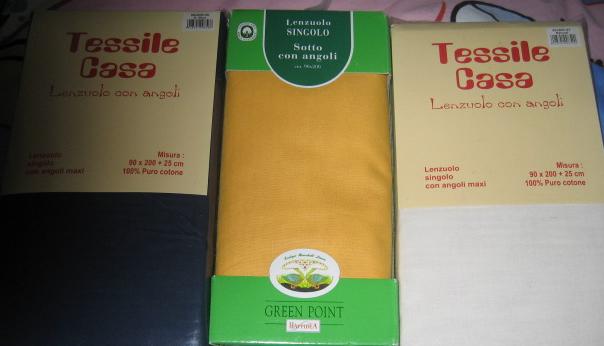 Tessile
Casa
Lenzuolo con angoli
Lenzuolo
singolo
con angoli maxi
Misura :
90 x 200 + 25 cm
100% Puro cotone
Lenzuolo
SINGOLO
Sotto
con angoli
cm. 90x200
GREEN POINT
Tessile
Casa
Lenzuolo con angoli
Lenzuolo
singolo
con angoli maxi
Misura :
90 x 200 + 25 cm
100% Puro cotone